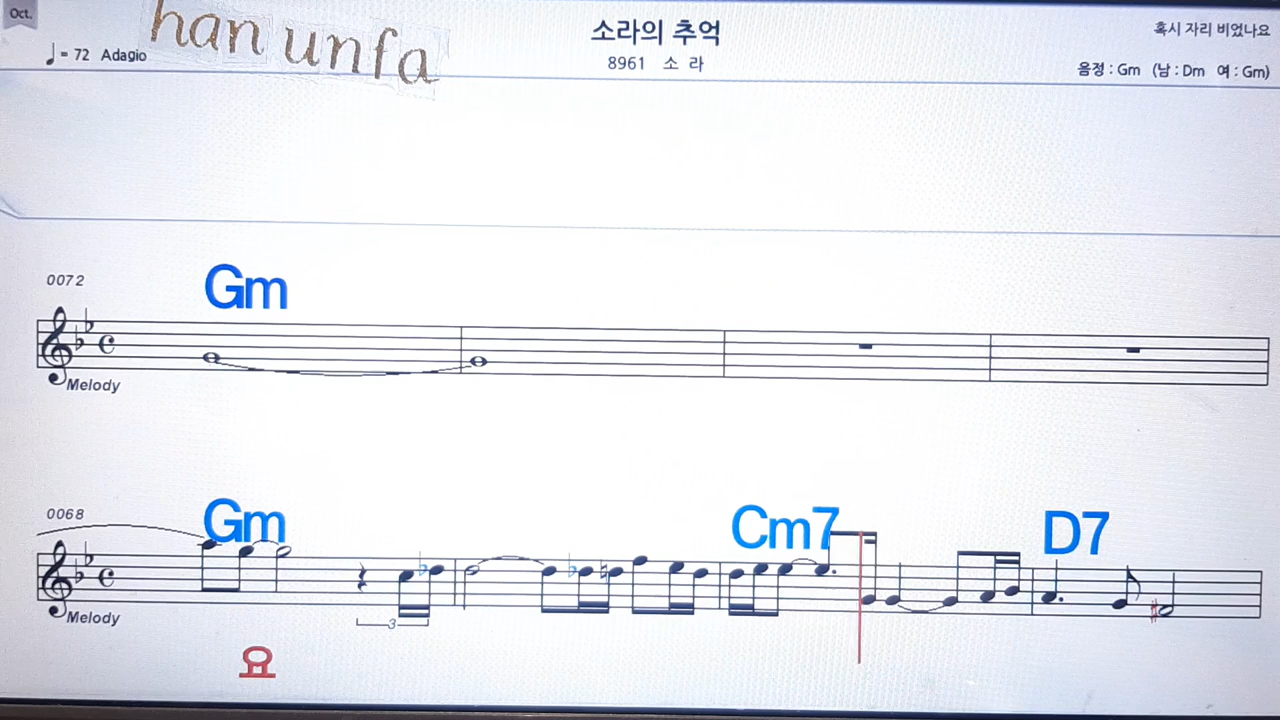 Oct.
han unfa
소라의 추억
혹시 자리 비었나요
= 72 Adagio
8961 소 라
음정 : Gm (남 : Dm 여 : Gm)
0072
Gm
Melody
0068
Gm
Cm7
D7
Melody
3
요